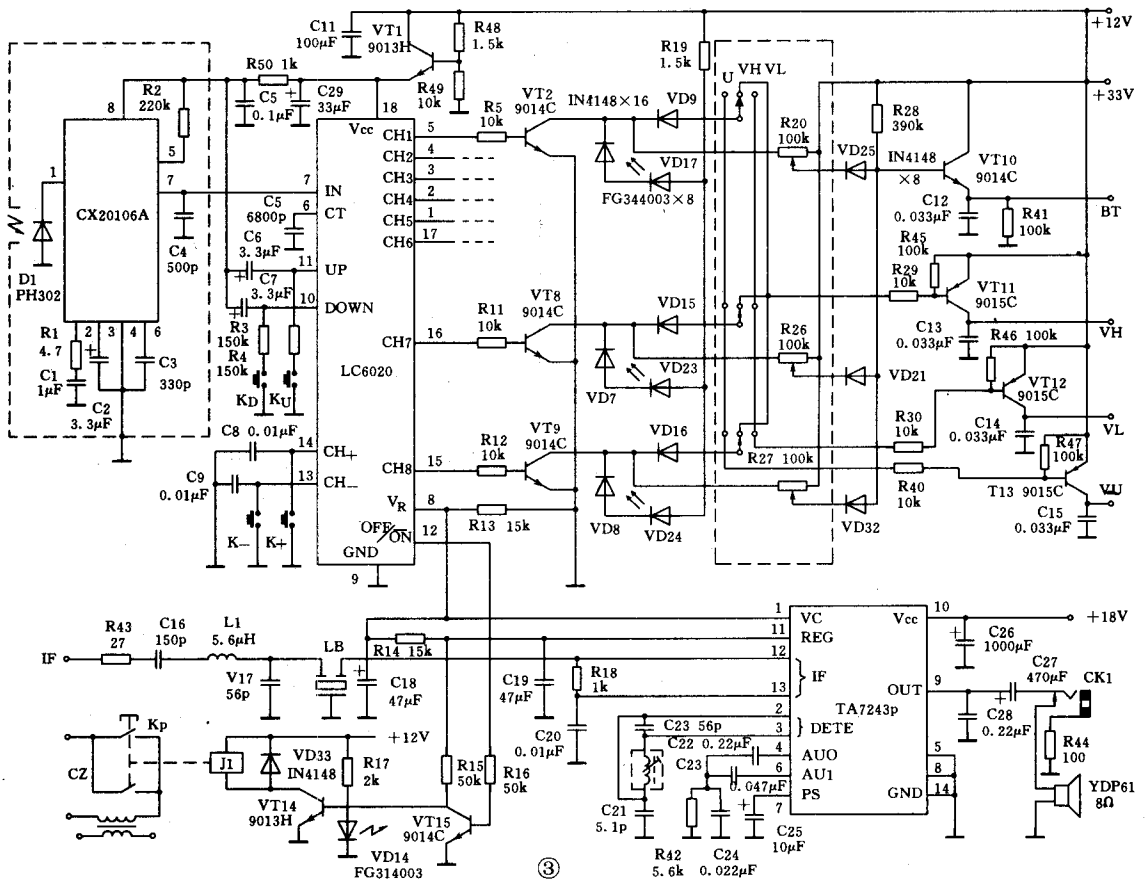 C11
100μF
VT1
9013H
R48
1.5k
+12V
R19
1.5k
U VH VL
R50 1k
R49
10k
R2
220k
8
C5
0.1μF
C29
33μF
+
18
Vcc
R5
10k
VT2
9014C
IN4148×16
VD9
R20
100k
R28
390k
+33V
VD25
IN4148
×8
VT10
9014C
VD17
FG344003×8
5
7
1
CX20106A
C4
500p
D1
PH302
7
IN
6
CT
C5
6800p
C6
3.3μF
+
11
UP
C7
3.3μF
+
10
DOWN
CH1
5
CH2
4
CH3
3
CH4
2
CH5
1
CH6
17
C12
0.033μF
R41
100k
BT
R45
100k
R29
10k
VT11
9015C
C13
0.033μF
VH
R1
4.7
2
3
4
6
+
C1
1μF
C2
3.3μF
C3
330p
R3
150k
R4
150k
KD
KU
LC6020
CH7
16
R11
10k
VT8
9014C
VD15
VD7
VD23
R26
100k
VD21
R46 100k
VT12
9015C
R30
10k
C14
0.033μF
VL
C8 0.01μF
14
CH+
C9
0.01μF
13
CH−
K−
K+
CH8
15
R12
10k
VT9
9014C
VD16
R27 100k
R40
10k
R47
100k
T13 9015C
VU
C15
0.033μF
VR
8
R13 15k
OFF/ON
12
GND
9
VD8
VD24
VD32
IF
R43
27
C16
150p
L1
5.6μH
V17
56p
LB
+
C18
47μF
R14 15k
C19
47μF
R18
1k
C20
0.01μF
1
VC
11
REG
12
13
IF
2
3
DETE
4
AUO
6
AU1
PS
7
TA7243p
Vcc
10
+18V
+
C26
1000μF
OUT
9
C27
470μF
+
C28
0.22μF
CK1
R44
100
YDP61
8Ω
5
8
GND
14
C23 56p
C22 0.22μF
C23
0.047μF
+
C25
10μF
C21
5.1p
R42
5.6k
C24
0.022μF
Kp
CZ
J1
VD33
IN4148
+12V
R17
2k
R15
50k
R16
50k
VT14
9013H
VT15
9014C
VD14
FG314003
③